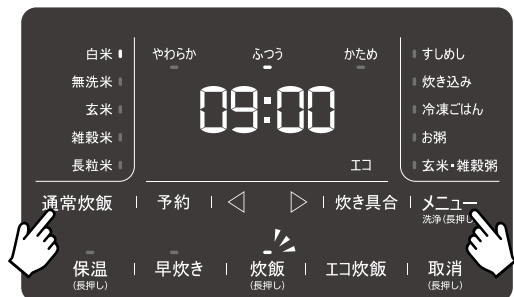 白米
無洗米
玄米
雑穀米
長粒米
やわらか ふつう かため
09:00
エコ
すしめし
炊き込み
冷凍ごはん
お粥
玄米・雑穀粥
通常炊飯 予約 炊き具合 メニュー
洗浄(長押し
保温 早炊き 炊飯 エコ炊飯 取消
(長押し) (長押し) (長押し)